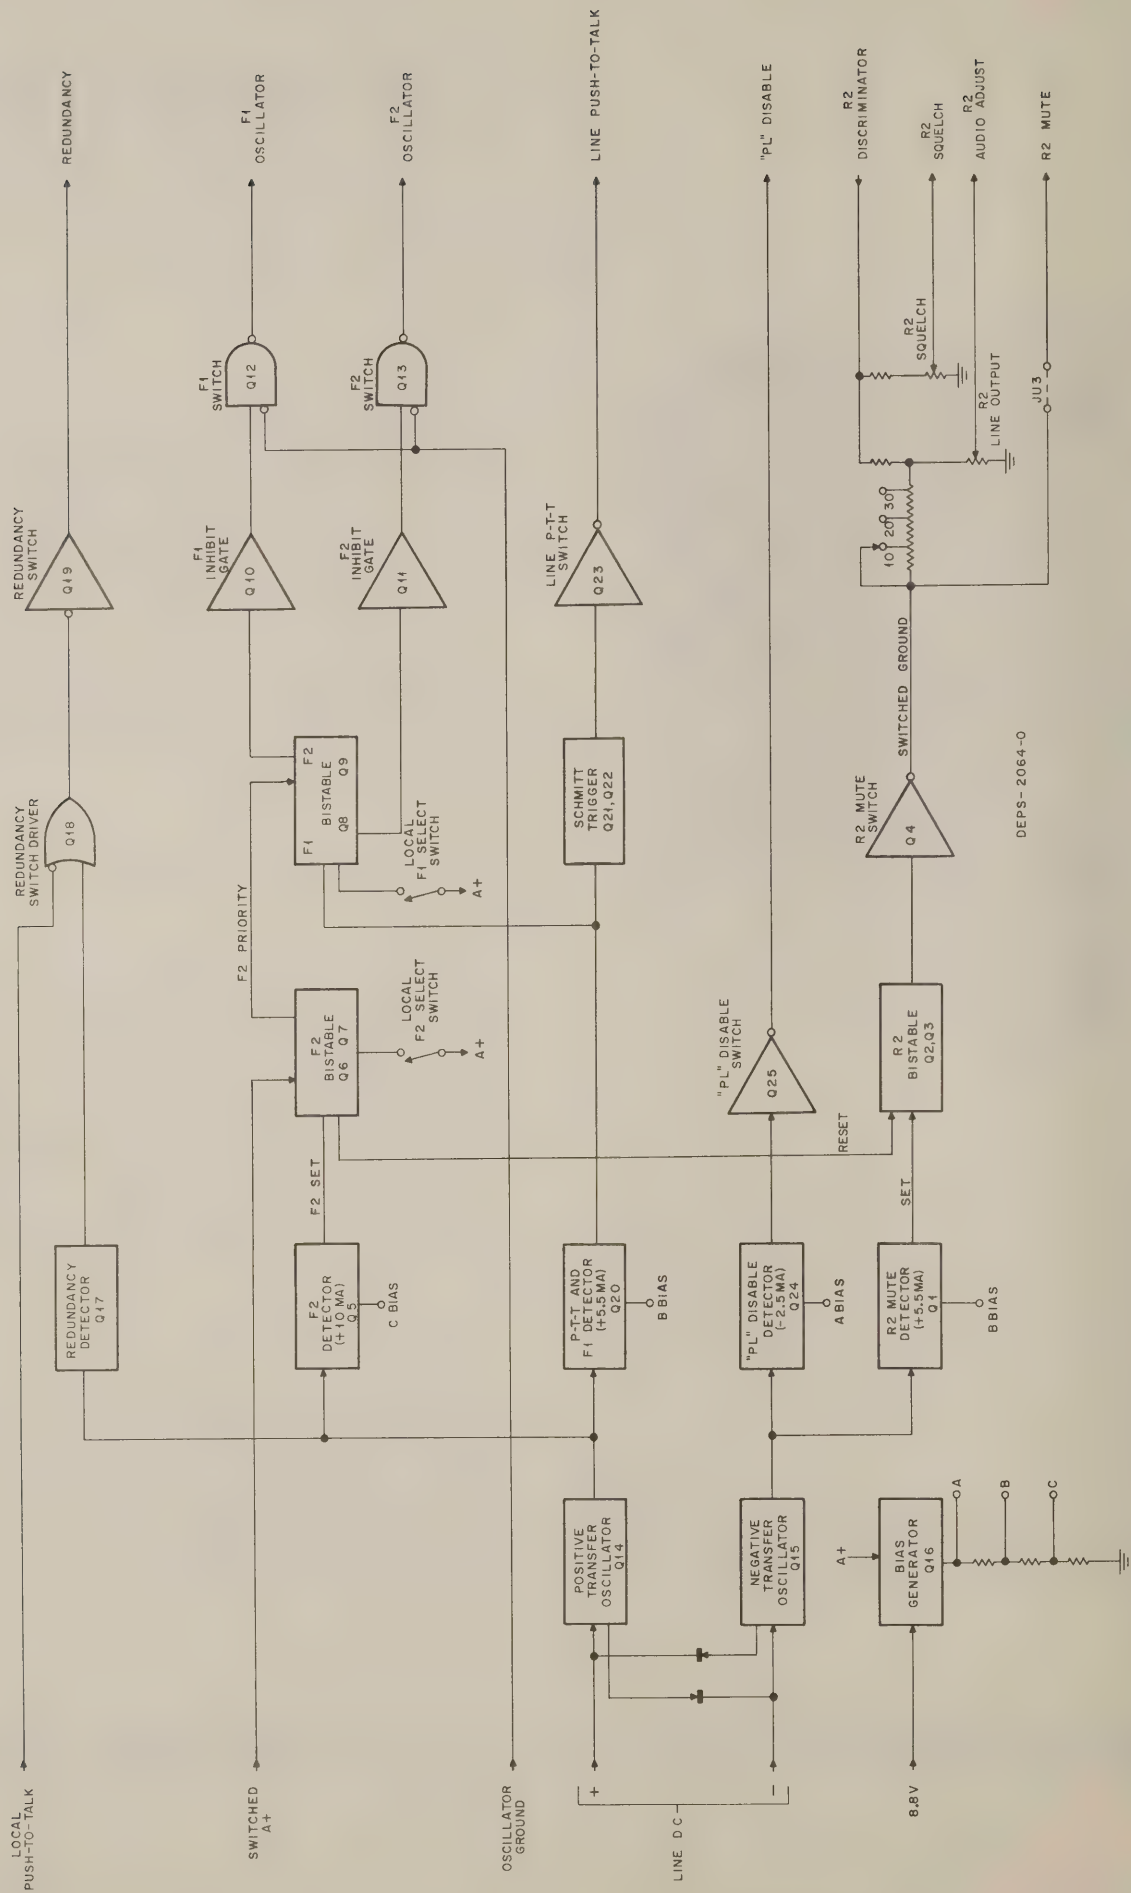 LOCAL
PUSH-TO-TALK
SWITCHED
A+
OSCILLATOR
GROUND
LINE DC
+
-
8.8V
REDUNDANCY
DETECTOR
Q17
REDUNDANCY
SWITCH DRIVER
Q18
REDUNDANCY
SWITCH
Q19
REDUNDANCY
F2
DETECTOR
(+10 MA)
Q5
C BIAS
F2 SET
F2
BISTABLE
Q6 Q7
LOCAL
F2 SELECT
SWITCH
A+
F2 PRIORITY
F1 F2
BISTABLE
Q8 Q9
LOCAL
F1 SELECT
SWITCH
A+
F1
INHIBIT
GATE
Q10
F2
INHIBIT
GATE
Q11
F1
SWITCH
Q12
F2
SWITCH
Q13
F1
OSCILLATOR
F2
OSCILLATOR
POSITIVE
TRANSFER
OSCILLATOR
Q14
P-T-T AND
F1 DETECTOR
(+5.5MA)
Q20
B BIAS
SCHMITT
TRIGGER
Q21,Q22
LINE P-T-T
SWITCH
Q23
LINE PUSH-TO-TALK
NEGATIVE
TRANSFER
OSCILLATOR
Q15
"PL" DISABLE
DETECTOR
(-2.5MA)
Q24
A BIAS
"PL" DISABLE
SWITCH
Q25
"PL" DISABLE
RESET
A+
BIAS
GENERATOR
Q16
A
B
C
R2 MUTE
DETECTOR
(+5.5MA)
Q1
B BIAS
SET
R2
BISTABLE
Q2,Q3
R2 MUTE
SWITCH
Q4
SWITCHED GROUND
10 20 30
R2
LINE OUTPUT
R2
SQUELCH
JU3
R2
DISCRIMINATOR
R2
SQUELCH
R2
AUDIO ADJUST
R2 MUTE
DEPS-2064-O